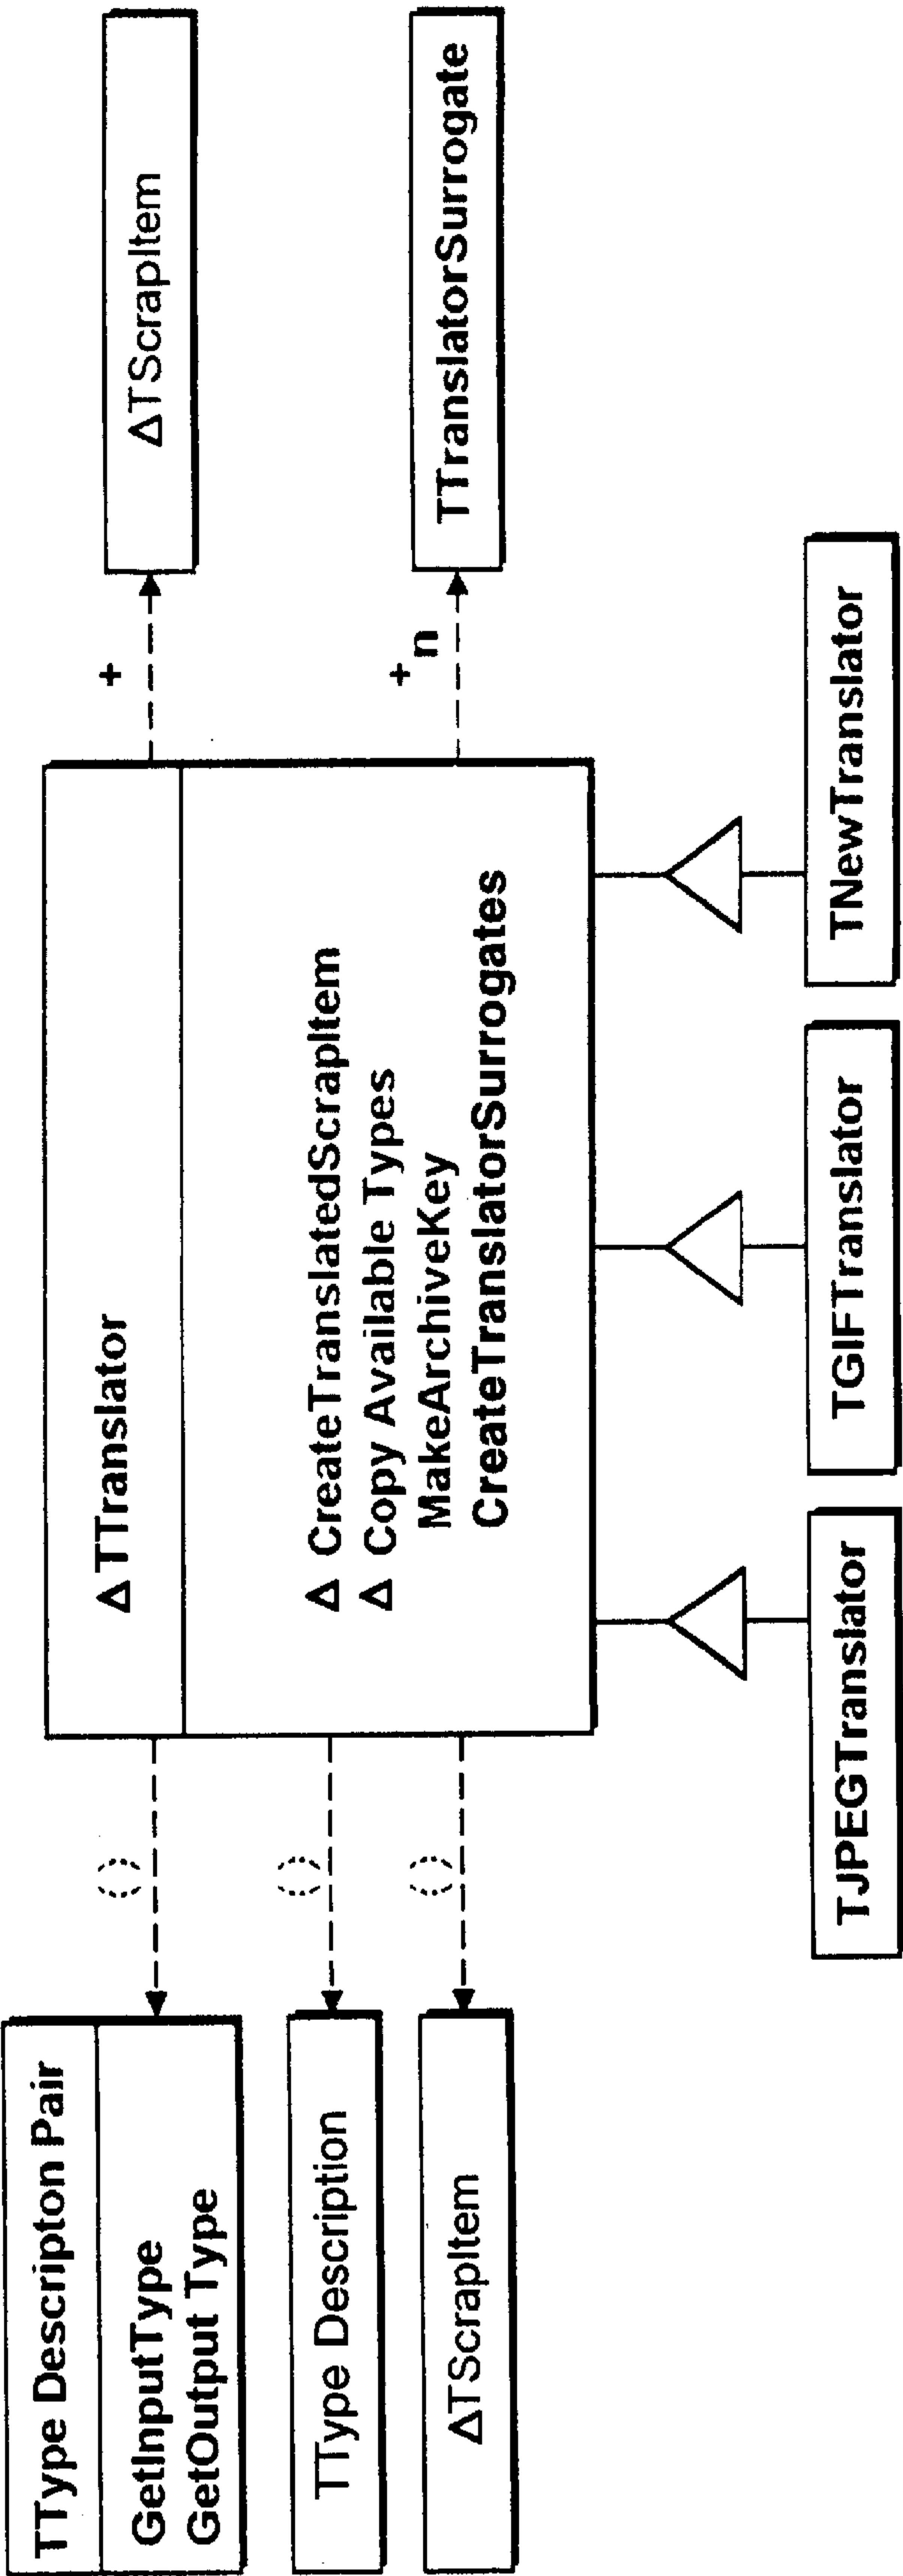 TType Descripton Pair
GetInputType
GetOutput Type
TType Description
ΔTScrapItem
()
()
()
Δ TTranslator
Δ CreateTranslatedScrapItem
Δ Copy Available Types
MakeArchiveKey
CreateTranslatorSurrogates
+
ΔTScrapItem
+
n
TTranslatorSurrogate
TJPEGTranslator
TGIFTranslator
TNewTranslator